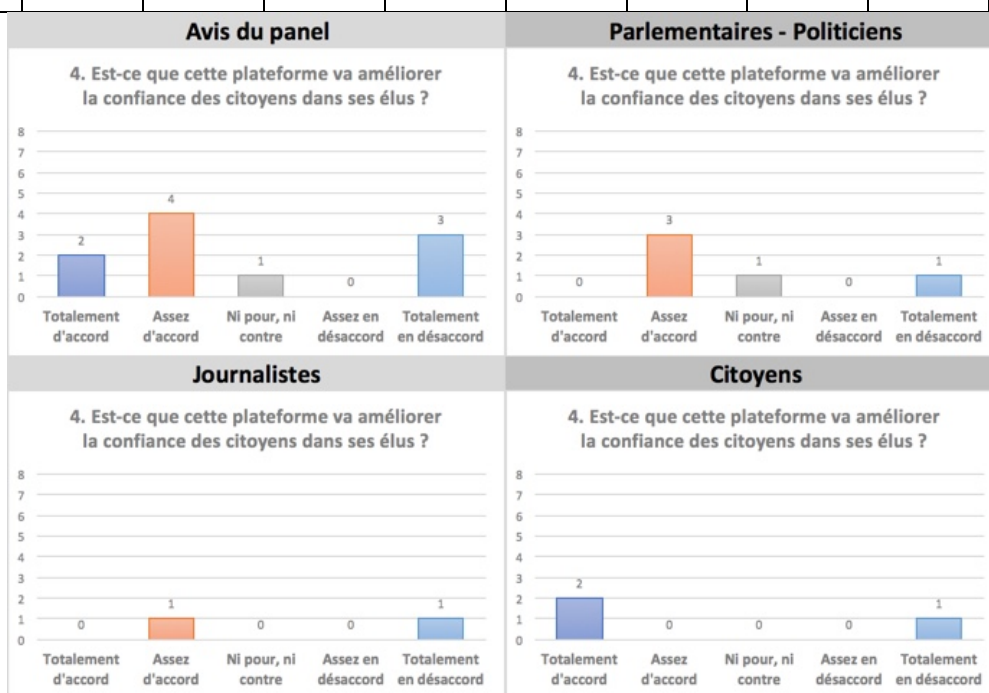 Avis du panel
4. Est-ce que cette plateforme va améliorer
la confiance des citoyens dans ses élus ?
8
7
6
5
4
3
2
1
0
2
4
1
0
3
Totalement d'accord
Assez d'accord
Ni pour, ni contre
Assez en désaccord
Totalement en désaccord
Parlementaires - Politiciens
4. Est-ce que cette plateforme va améliorer
la confiance des citoyens dans ses élus ?
8
7
6
5
4
3
2
1
0
0
3
1
0
1
Totalement d'accord
Assez d'accord
Ni pour, ni contre
Assez en désaccord
Totalement en désaccord
Journalistes
4. Est-ce que cette plateforme va améliorer
la confiance des citoyens dans ses élus ?
8
7
6
5
4
3
2
1
0
0
1
0
0
1
Totalement d'accord
Assez d'accord
Ni pour, ni contre
Assez en désaccord
Totalement en désaccord
Citoyens
4. Est-ce que cette plateforme va améliorer
la confiance des citoyens dans ses élus ?
8
7
6
5
4
3
2
1
0
2
0
0
0
1
Totalement d'accord
Assez d'accord
Ni pour, ni contre
Assez en désaccord
Totalement en désaccord